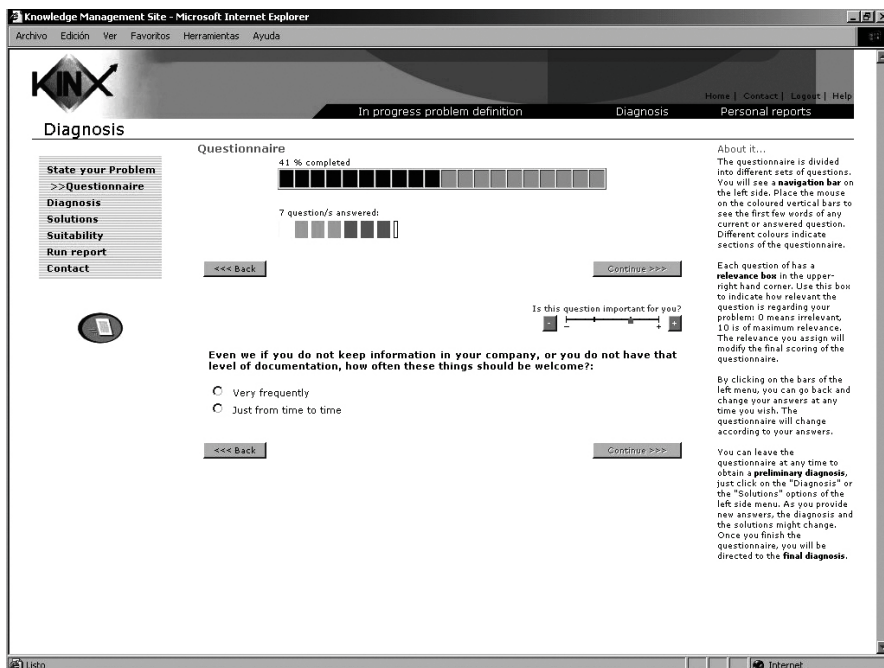 Knowledge Management Site - Microsoft Internet Explorer
Archivo Edición Ver Favoritos Herramientas Ayuda
KINX
Home | Contact | Logout | Help
In progress problem definition Diagnosis Personal reports
Diagnosis
State your Problem
>>Questionnaire
Diagnosis
Solutions
Suitability
Run report
Contact
Questionnaire
41 % completed
7 question/s answered:
<<< Back Continue >>>
Is this question important for you?
- - + +
Even we if you do not keep information in your company, or you do not have that
level of documentation, how often these things should be welcome?:
Very frequently
Just from time to time
<<< Back Continue >>>
About it...
The questionnaire is divided
into different sets of questions.
You will see a navigation bar on
the left side. Place the mouse
on the coloured vertical bars to
see the first few words of any
current or answered question.
Different colours indicate
sections of the questionnaire.
Each question of has a
relevance box in the upper-
right hand corner. Use this box
to indicate how relevant the
question is regarding your
problem: 0 means irrelevant,
10 is of maximum relevance.
The relevance you assign will
modify the final scoring of the
questionnaire.
By clicking on the bars of the
left menu, you can go back and
change your answers at any
time you wish. The
questionnaire will change
according to your answers.
You can leave the
questionnaire at any time to
obtain a preliminary diagnosis,
just click on the "Diagnosis" or
the "Solutions" options of the
left side menu. As you provide
new answers, the diagnosis and
the solutions might change.
Once you finish the
questionnaire, you will be
directed to the final diagnosis.
Listo Internet